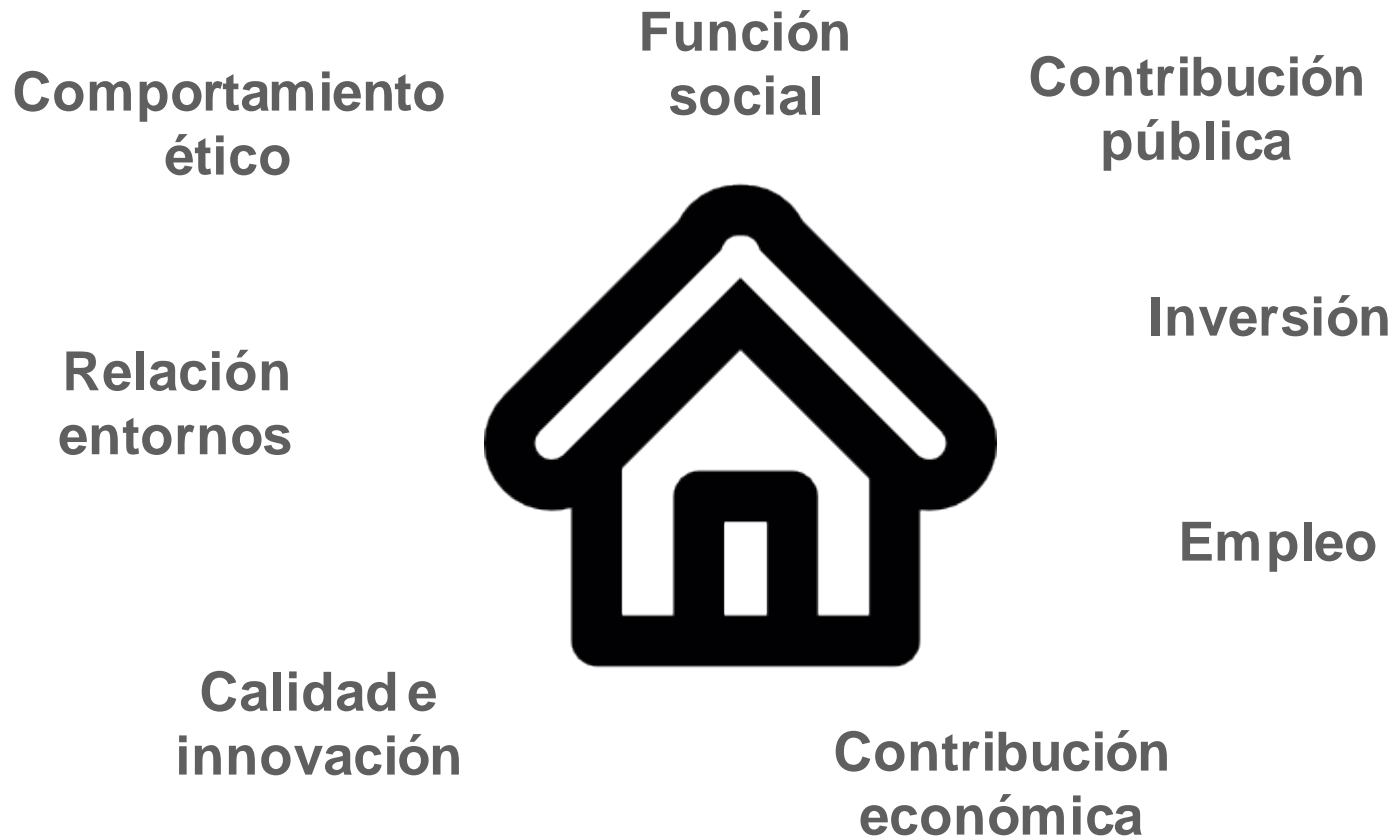 Función
social
Contribución
pública
Comportamiento
ético
Inversión
Relación
entornos
Empleo
Calidad e
innovación
Contribución
económica